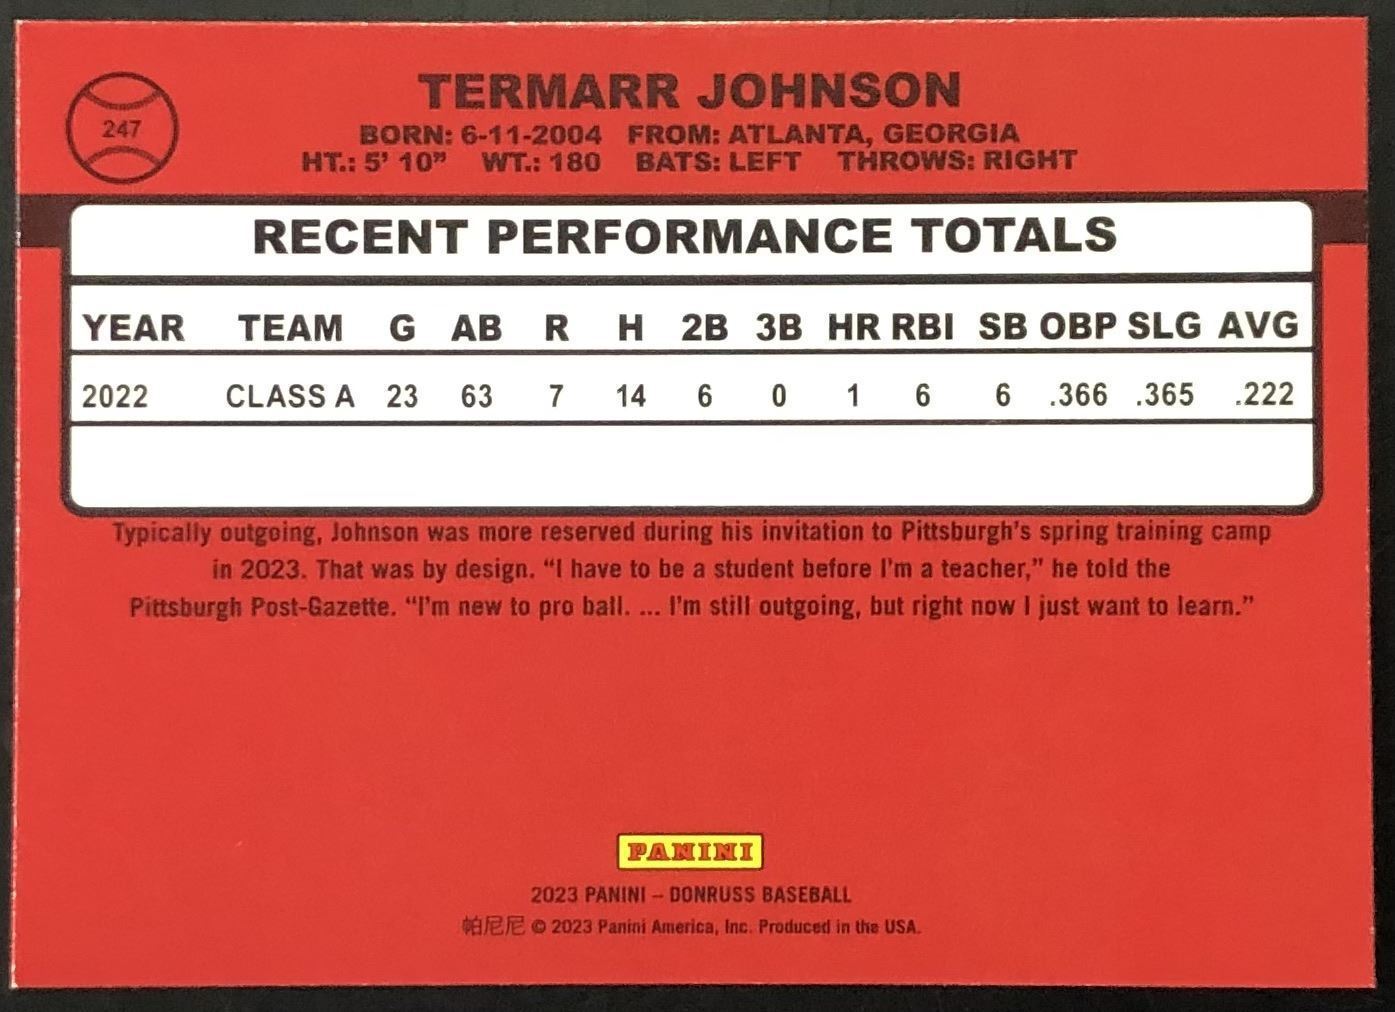 247
TERMARR JOHNSON
BORN: 6-11-2004 FROM: ATLANTA, GEORGIA
HT.: 5' 10” WT.: 180 BATS: LEFT THROWS: RIGHT
RECENT PERFORMANCE TOTALS
YEAR TEAM G AB R H 2B 3B HR RBI SB OBP SLG AVG
2022 CLASS A 23 63 7 14 6 0 1 6 6 .366 .365 .222
Typically outgoing, Johnson was more reserved during his invitation to Pittsburgh's spring training camp
in 2023. That was by design. “I have to be a student before I'm a teacher,” he told the
Pittsburgh Post-Gazette. “I'm new to pro ball. ... I'm still outgoing, but right now I just want to learn.”
PANINI
2023 PANINI – DONRUSS BASEBALL
帕尼尼 © 2023 Panini America, Inc. Produced in the USA.